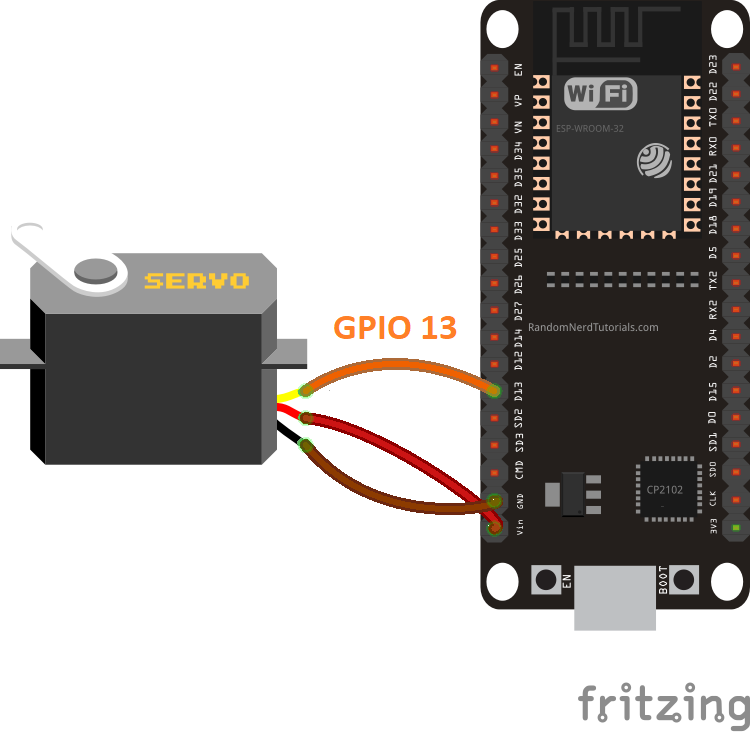 WiFi
ESP-WROOM-32
SERVO
GPIO 13
RandomNerdTutorials.com
EN
VP
VN
D34
D35
D32
D33
D25
D26
D27
D14
D12
D13
SD2
SD3
CMD
GND
Vin
D23
D22
TX0
RX0
D21
D19
D18
D5
TX2
RX2
D4
D2
D15
D0
SD1
SD0
CLK
3V3
CP2102
EN
BOOT
fritzing